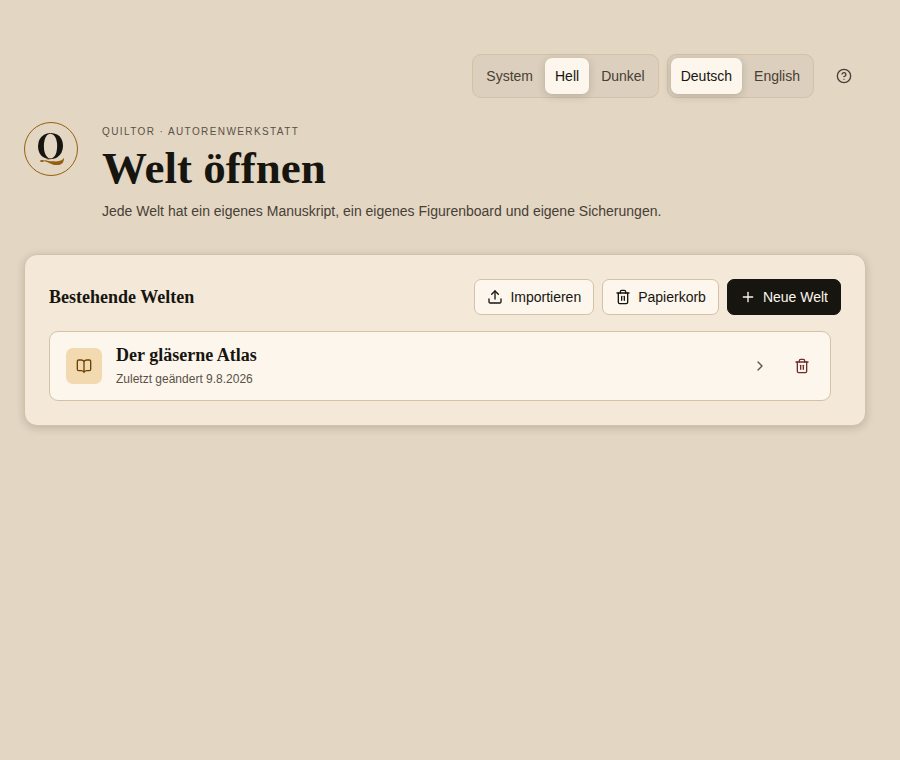 System Hell Dunkel Deutsch English
Q
QUILTOR · AUTORENWERKSTATT
Welt öffnen
Jede Welt hat ein eigenes Manuskript, ein eigenes Figurenboard und eigene Sicherungen.
Bestehende Welten Importieren Papierkorb Neue Welt
Der gläserne Atlas
Zuletzt geändert 9.8.2026